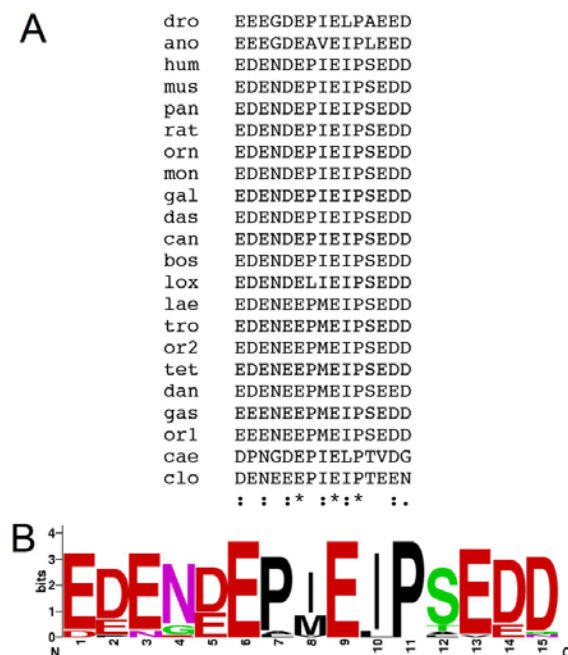 A
dro EEEGDEPIELPAEED
ano EEEGDEAVEIPLEED
hum EDENDEPIEIPSEDD
mus EDENDEPIEIPSEDD
pan EDENDEPIEIPSEDD
rat EDENDEPIEIPSEDD
orn EDENDEPIEIPSEDD
mon EDENDEPIEIPSEDD
gal EDENDEPIEIPSEDD
das EDENDEPIEIPSEDD
can EDENDEPIEIPSEDD
bos EDENDEPIEIPSEDD
lox EDENDELIEIPSEDD
lae EDENEEPMEIPSEDD
tro EDENEEPMEIPSEDD
or2 EDENEEPMEIPSEDD
tet EDENEEPMEIPSEDD
dan EDENEEPMEIPSEED
gas EEENEEPMEIPSEDD
orl EEENEEPMEIPSEDD
cae DPNGDEPIELPTVDG
clo DENEEEPIEIPTEEN
: : :* :*:* :.
B
bits
4
3
2
1
0
EDENDEPIEIPSEDD
1 2 3 4 5 6 7 8 9 10 11 12 13 14 15
N C